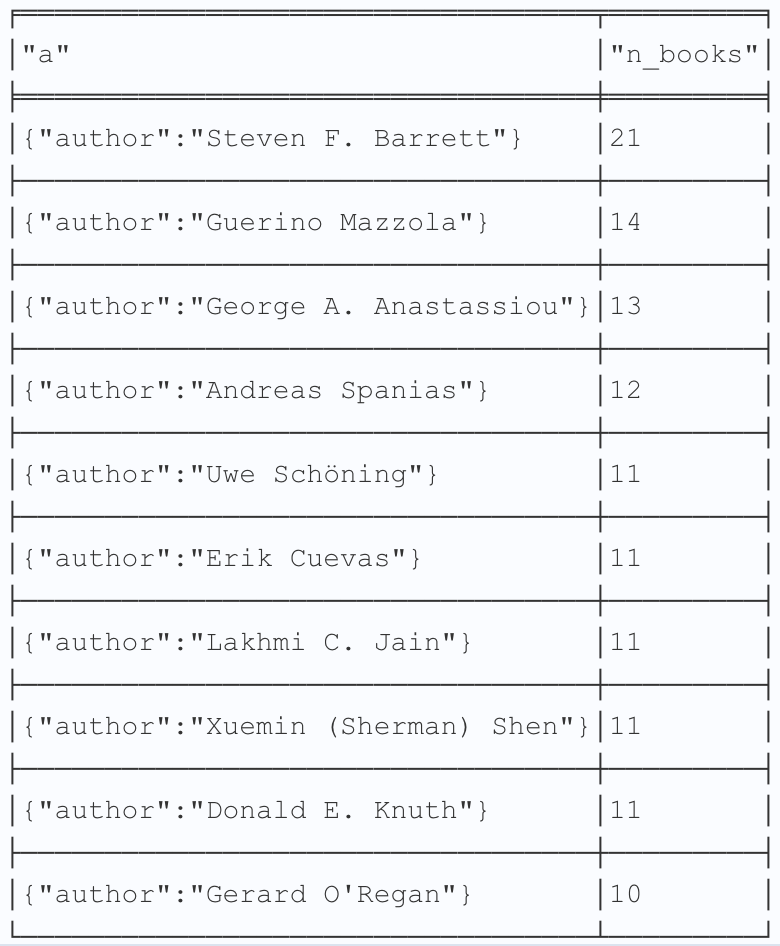 "a" "n_books"
{"author":"Steven F. Barrett"} 21
{"author":"Guerino Mazzola"} 14
{"author":"George A. Anastassiou"} 13
{"author":"Andreas Spanias"} 12
{"author":"Uwe Schöning"} 11
{"author":"Erik Cuevas"} 11
{"author":"Lakhmi C. Jain"} 11
{"author":"Xuemin (Sherman) Shen"} 11
{"author":"Donald E. Knuth"} 11
{"author":"Gerard O'Regan"} 10